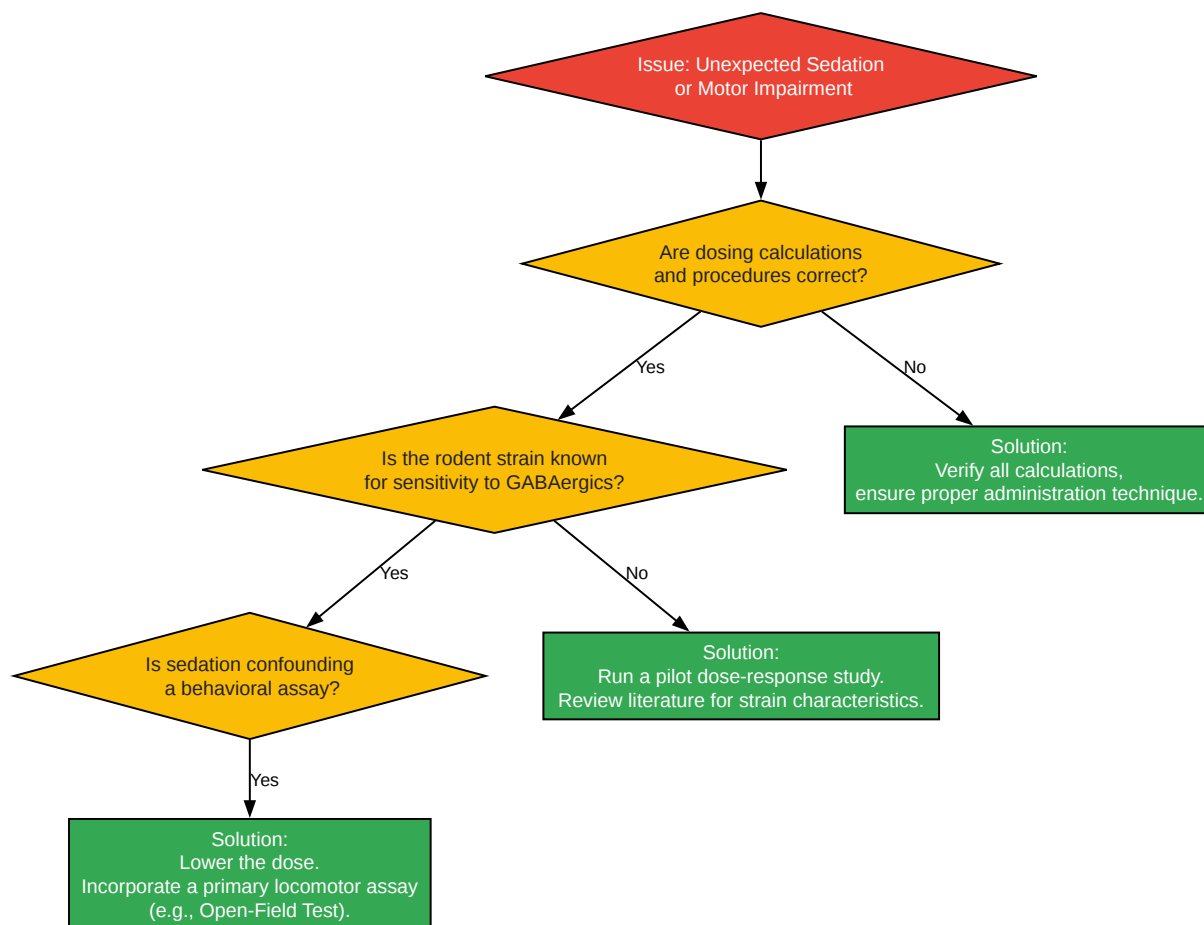 Issue: Unexpected Sedation
or Motor Impairment
Are dosing calculations
and procedures correct?
Yes
No
Is the rodent strain known
for sensitivity to GABAergics?
Solution:
Verify all calculations,
ensure proper administration technique.
Yes
No
Is sedation confounding
a behavioral assay?
Solution:
Run a pilot dose-response study.
Review literature for strain characteristics.
Yes
Solution:
Lower the dose.
Incorporate a primary locomotor assay
(e.g., Open-Field Test).